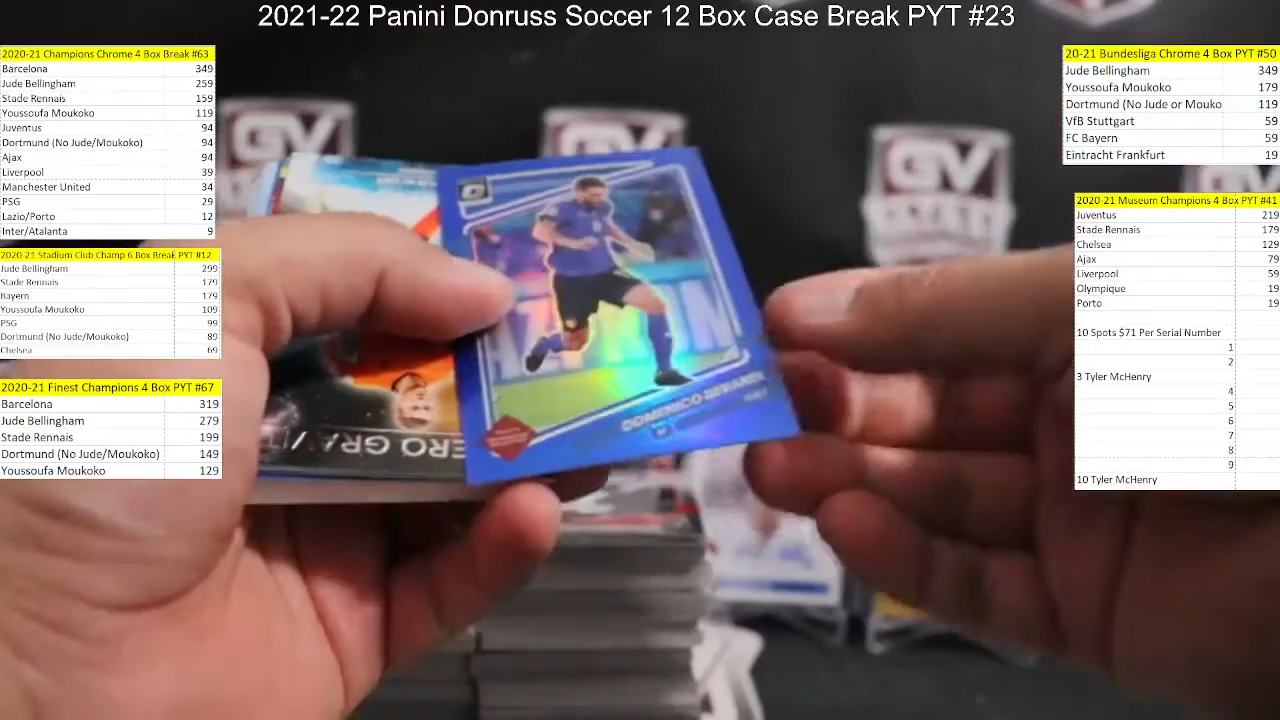 2021-22 Panini Donruss Soccer 12 Box Case Break PYT #23
2020-21 Champions Chrome 4 Box Break #63
Barcelona 349
Jude Bellingham 259
Stade Rennais 159
Youssoufa Moukoko 119
Juventus 94
Dortmund (No Jude/Moukoko) 94
Ajax 94
Liverpool 39
Manchester United 34
PSG 29
Lazio/Porto 12
Inter/Atalanta 9
2020-21 Stadium Club Champ 6 Box Break PYT #12
Jude Bellingham 299
Stade Rennais 179
Bayern 179
Youssoufa Moukoko 109
PSG 99
Dortmund (No Jude/Moukoko) 89
Chelsea 69
2020-21 Finest Champions 4 Box PYT #67
Barcelona 319
Jude Bellingham 279
Stade Rennais 199
Dortmund (No Jude/Moukoko) 149
Youssoufa Moukoko 129
20-21 Bundesliga Chrome 4 Box PYT #50
Jude Bellingham 349
Youssoufa Moukoko 179
Dortmund (No Jude or Mouko 119
VfB Stuttgart 59
FC Bayern 59
Eintracht Frankfurt 19
2020-21 Museum Champions 4 Box PYT #41
Juventus 219
Stade Rennais 179
Chelsea 129
Ajax 79
Liverpool 59
Olympique 19
Porto 19
10 Spots $71 Per Serial Number
1
2
3 Tyler McHenry
4
5
6
7
8
9
10 Tyler McHenry
GV
GV
GV
DOMENICO
ITALY
ERO GRAVIT